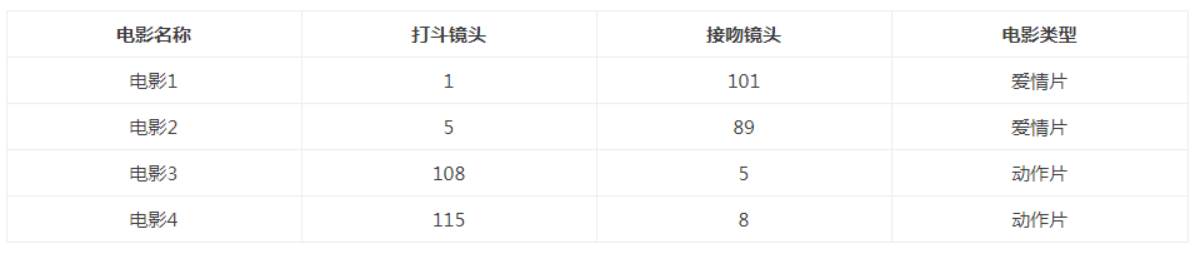 电影名称 打斗镜头 接吻镜头 电影类型
电影1 1 101 爱情片
电影2 5 89 爱情片
电影3 108 5 动作片
电影4 115 8 动作片